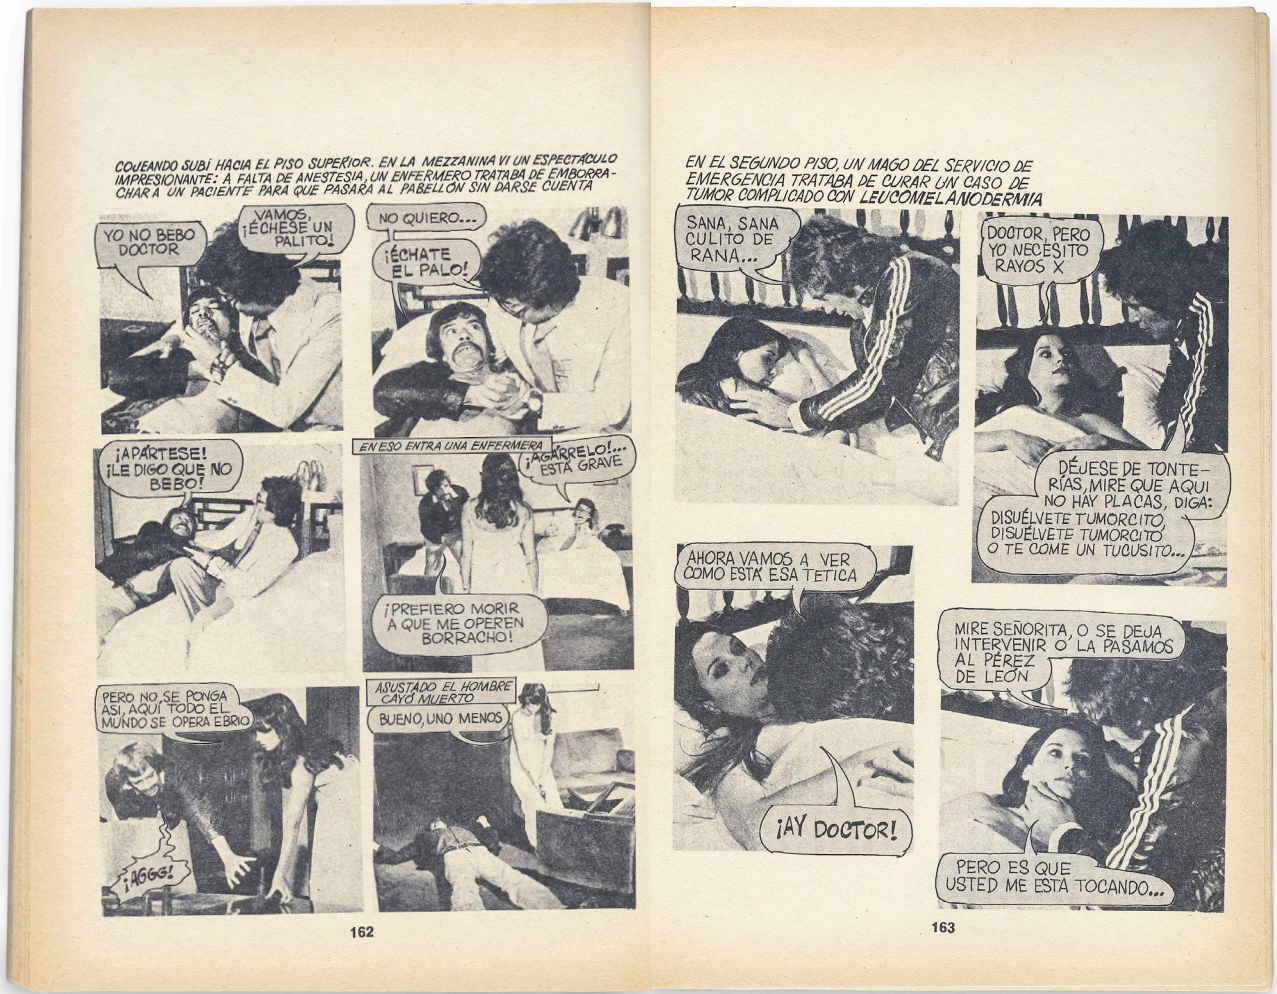 COJEANDO SUBÍ HACIA EL PISO SUPERIOR. EN LA MEZZANINA VI UN ESPECTÁCULO
IMPRESIONANTE: A FALTA DE ANESTESIA, UN ENFERMERO TRATABA DE EMBORRA-
CHAR A UN PACIENTE PARA QUE PASARA AL PABELLÓN SIN DARSE CUENTA
YO NO BEBO
DOCTOR
VAMOS,
¡ÉCHESE UN
PALITO!
NO QUIERO...
¡ÉCHATE
EL PALO!
¡APÁRTESE!
¡LE DIGO QUE NO
BEBO!
EN ESO ENTRA UNA ENFERMERA
¡AGÁRRELO!...
ESTÁ GRAVE
¡PREFIERO MORIR
A QUE ME OPEREN
BORRACHO!
PERO NO, SE PONGA
ASI, AQUÍ TODO EL
MUNDO SE OPERA EBRIO
¡AGGG!
ASUSTADO EL HOMBRE
CAYÓ MUERTO
BUENO, UNO MENOS
162
EN EL SEGUNDO PISO, UN MAGO DEL SERVICIO DE
EMERGENCIA TRATABA DE CURAR UN CASO DE
TUMOR COMPLICADO CON LEUCOMELANODERMIA
SANA, SANA
CULITO DE
RANA...
DOCTOR, PERO
YO NECESITO
RAYOS X
DÉJESE DE TONTE-
RÍAS, MIRE QUE AQUI
NO HAY PLACAS, DIGA:
DISUÉLVETE TUMORCITO,
DISUÉLVETE TUMORCITO
O TE COME UN TUCUSITO...
AHORA VAMOS A VER
COMO ESTÁ ESA TETICA
¡AY DOCTOR!
MIRE SEÑORITA, O SE DEJA
INTERVENIR O LA PASAMOS
AL PÉREZ
DE LEÓN
PERO ES QUE
USTED ME ESTÁ TOCANDO...
163